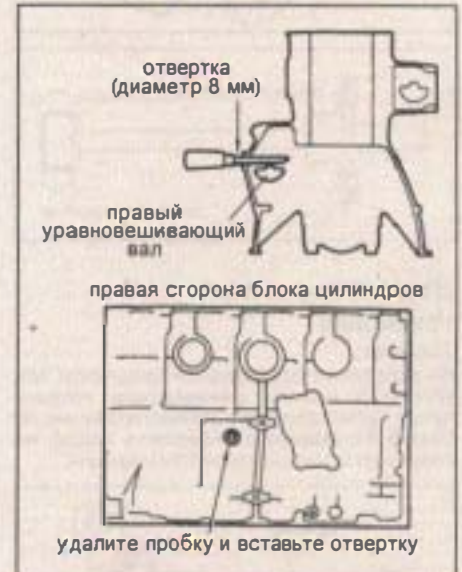 отвертка
(диаметр 8 мм)
правый
уравновешивающий
вал
правая сторона блока цилиндров
удалите пробку и вставьте отвертку